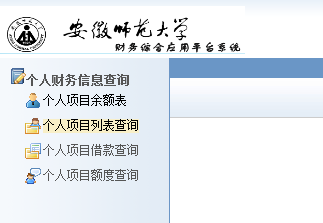 安徽师范大学
财务综合应用平台系统
个人财务信息查询
个人项目余额表
个人项目列表查询
个人项目借款查询
个人项目额度查询